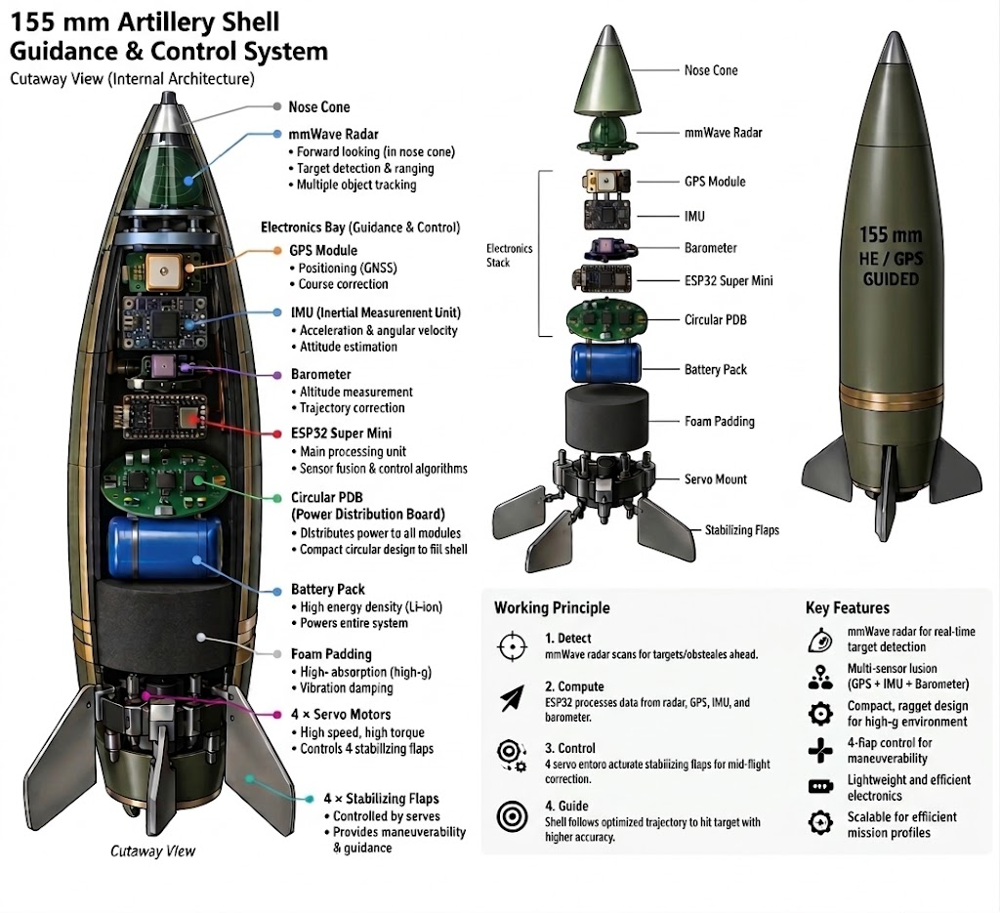 155 mm Artillery Shell
Guidance & Control System
Cutaway View (Internal Architecture)
Nose Cone
mmWave Radar
• Forward looking (in nose cone)
• Target detection & ranging
• Multiple object tracking
Electronics Bay (Guidance & Control)
GPS Module
• Positioning (GNSS)
• Course correction
IMU (Inertial Measurement Unit)
• Acceleration & angular velocity
• Attitude estimation
Barometer
• Altitude measurement
• Trajectory correction
ESP32 Super Mini
• Main processing unit
• Sensor fusion & control algorithms
Circular PDB
(Power Distribution Board)
• Distributes power to all modules
• Compact circular design to fill shell
Battery Pack
• High energy density (Li-ion)
• Powers entire system
Foam Padding
• High- absorption (high-g)
• Vibration damping
4 × Servo Motors
• High speed, high torque
• Controls 4 stabilizing flaps
4 × Stabilizing Flaps
• Controlled by serves
• Provides maneuverability
& guidance
Cutaway View
Nose Cone
mmWave Radar
GPS Module
IMU
Barometer
ESP32 Super Mini
Circular PDB
Battery Pack
Foam Padding
Servo Mount
Stabilizing Flaps
Electronics
Stack
155 mm
HE / GPS
GUIDED
Working Principle
1. Detect
mmWave radar scans for targets/obsteales ahead.
2. Compute
ESP32 processes data from radar, GPS, IMU, and
barometer.
3. Control
4 servo entoro actuate stabiizing flaps for mid-flight
correction.
4. Guide
Shell follows optimized trajectory to hit target with
higher accuracy.
Key Features
mmWave radar for real-time
target detection
Multi-sensor lusion
(GPS + IMU + Barometer)
Compact, ragget design
for high-g environment
4-flap control for
maneuverability
Lightweight and efficient
electronics
Scalable for efficient
mission profiles